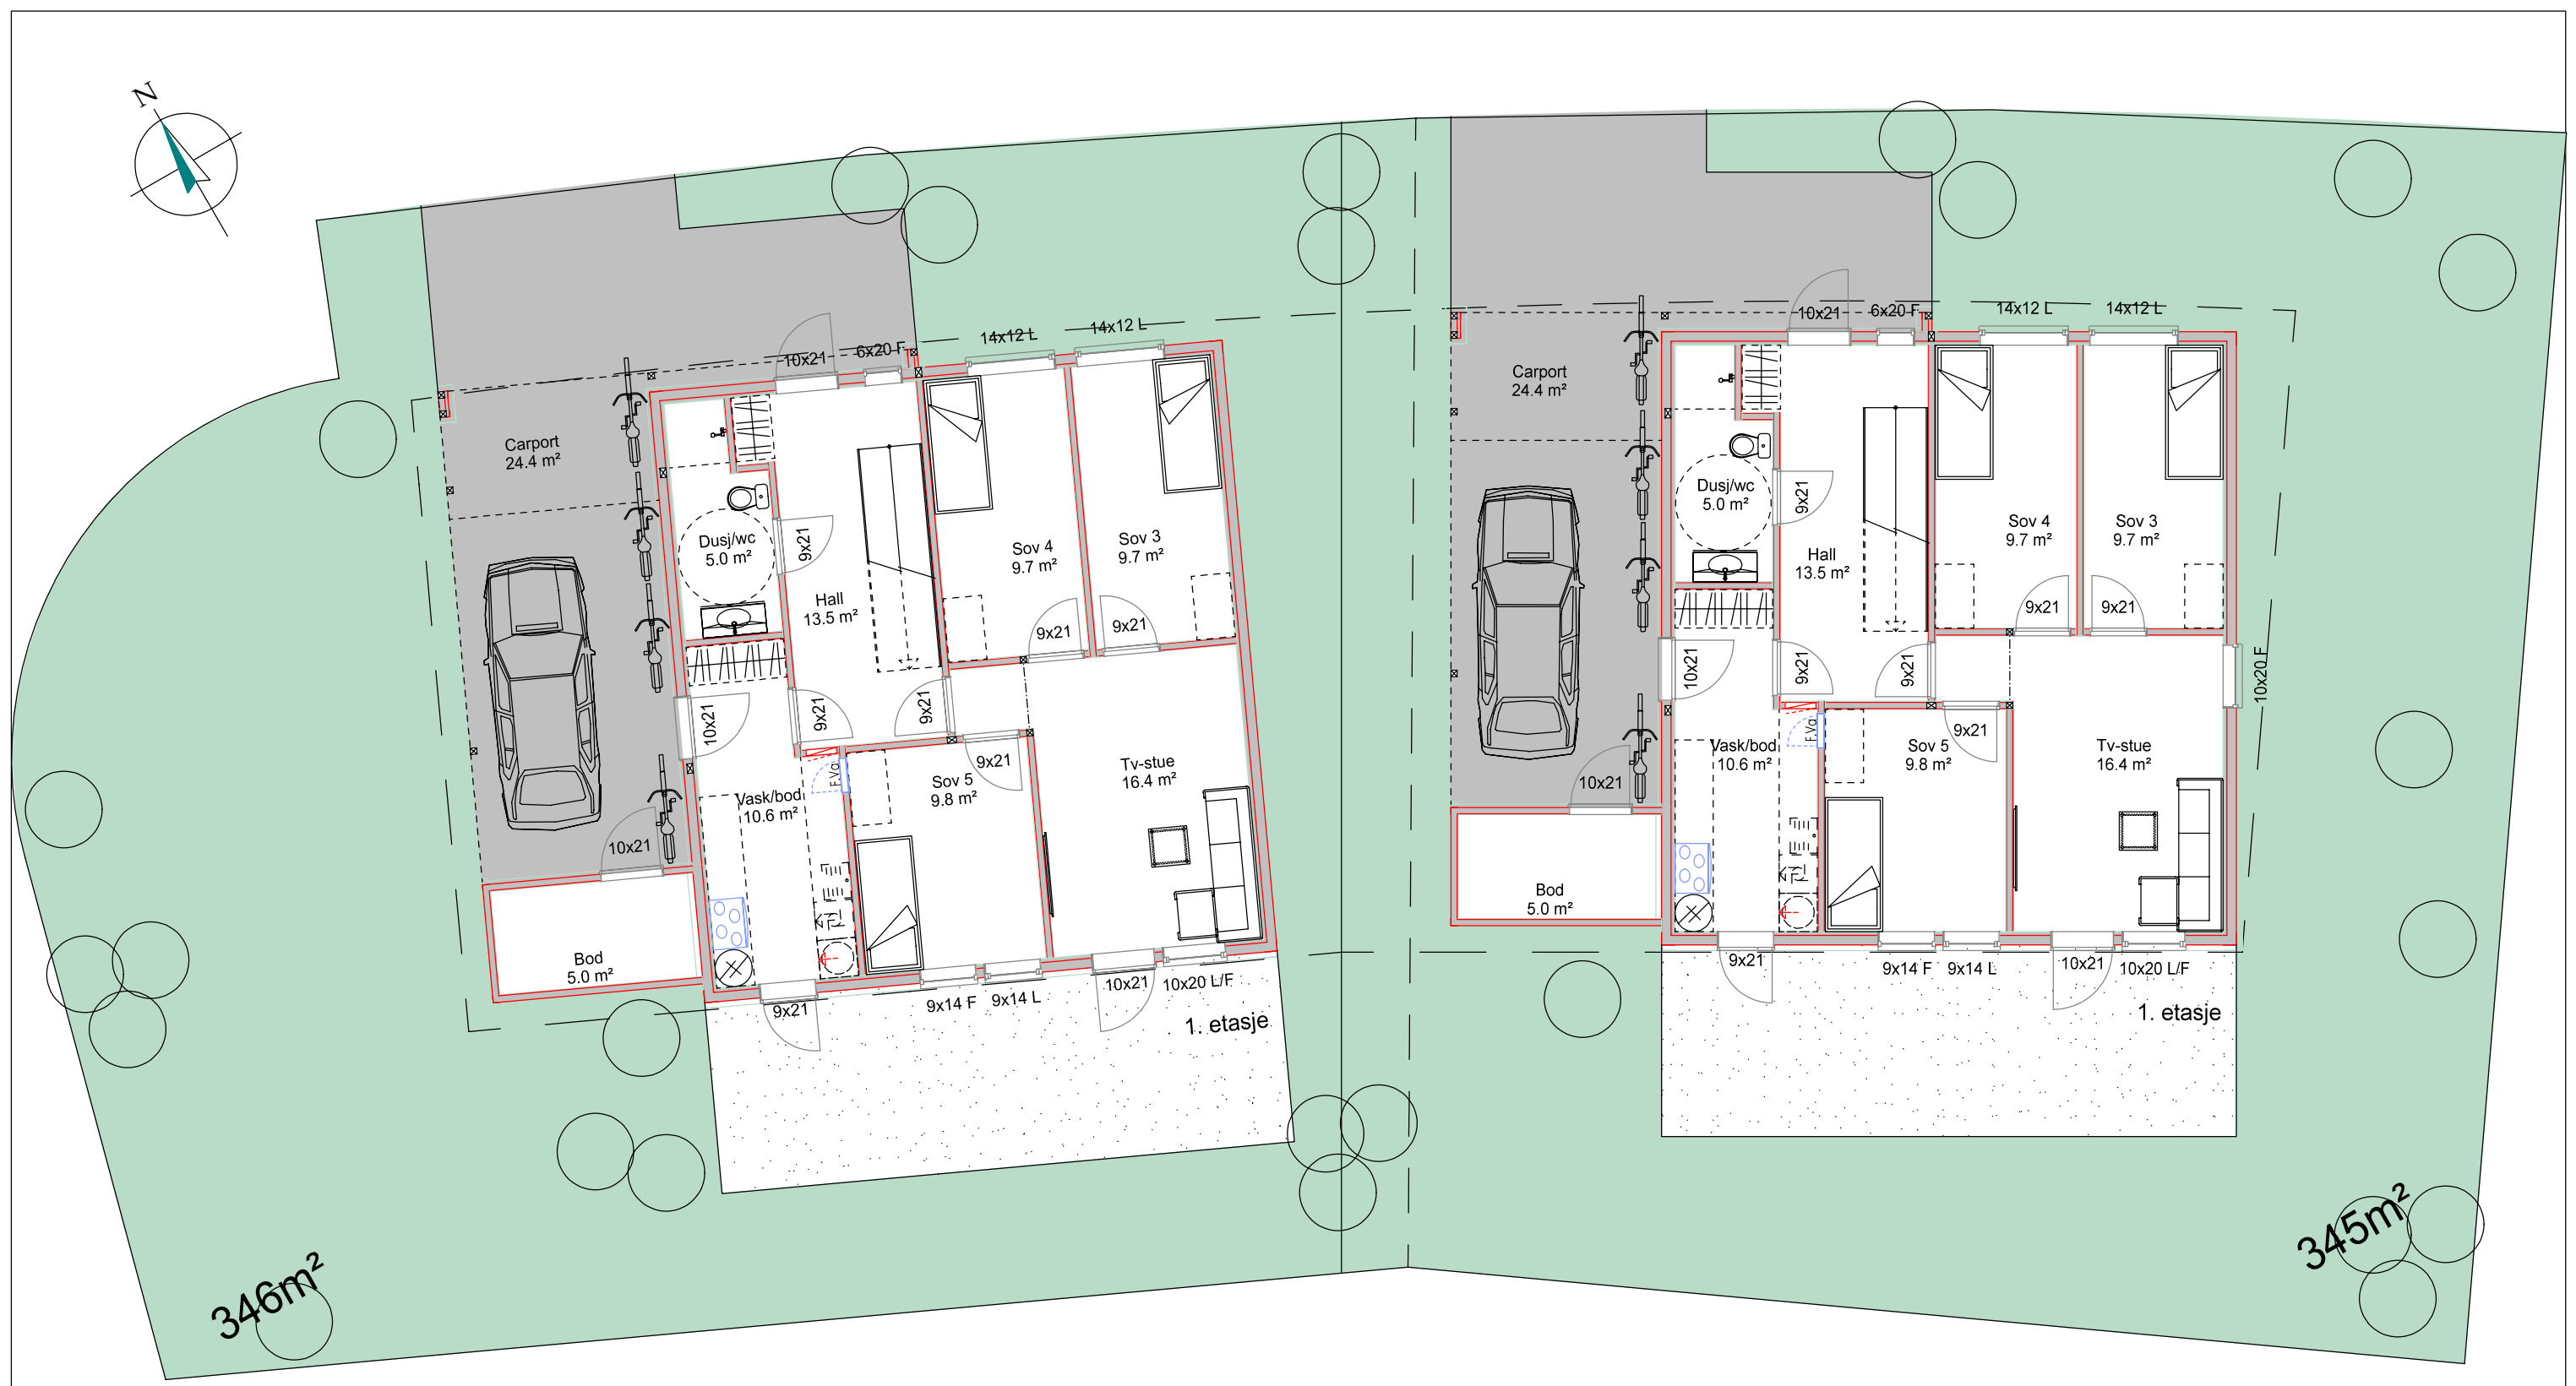 N
10x21
6x20 F
14x12 L
14x12 L
Carport
24.4 m²
Dusj/wc
5.0 m²
9x21
Hall
13.5 m²
Sov 4
9.7 m²
Sov 3
9.7 m²
9x21
9x21
10x21
9x21
9x21
9x21
F.Va
Vask/bod
10.6 m²
Sov 5
9.8 m²
Tv-stue
16.4 m²
10x21
Bod
5.0 m²
9x21
9x14 F
9x14 L
10x21
10x20 L/F
1. etasje
346m²
10x21
6x20 F
14x12 L
14x12 L
Carport
24.4 m²
Dusj/wc
5.0 m²
9x21
Hall
13.5 m²
Sov 4
9.7 m²
Sov 3
9.7 m²
9x21
9x21
10x21
9x21
9x21
10x20 F
9x21
F.Va
Vask/bod
10.6 m²
Sov 5
9.8 m²
Tv-stue
16.4 m²
10x21
Bod
5.0 m²
9x21
9x14 F
9x14 L
10x21
10x20 L/F
1. etasje
345m²